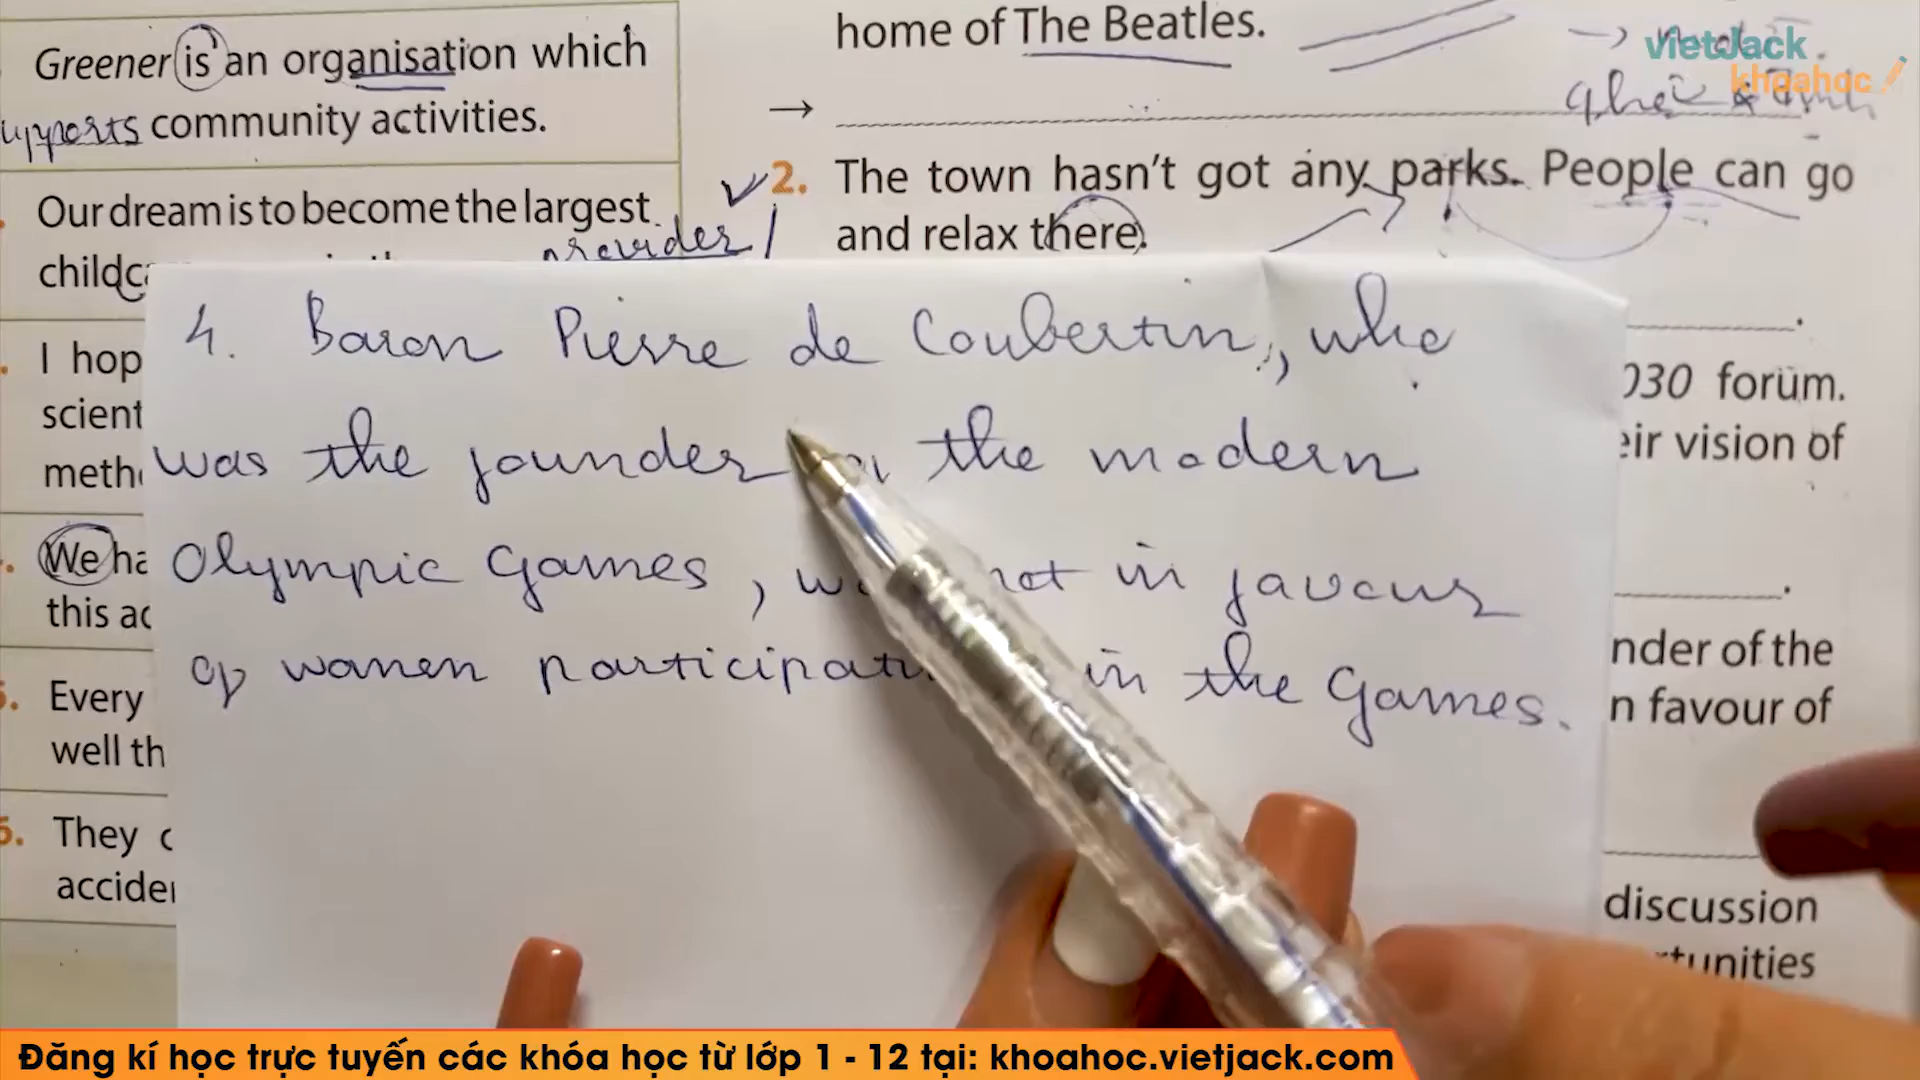 Greener is an organisation which
supports community activities.
Our dream is to become the largest
provider
childc
I hop
scient
meth
We ha
this ac
Every
well th
They c
accide
home of The Beatles.
→
2. The town hasn't got any parks. People can go
and relax there.
030 forum.
eir vision of
nder of the
n favour of
discussion
tunities
4. Baron Pierre de Coubertin, who
was the founder the modern
Olympic Games, not in favour
of women in the Games.
vietJack
khoahoc
Đăng kí học trực tuyến các khóa học từ lớp 1 - 12 tại: khoahoc.vietjack.com